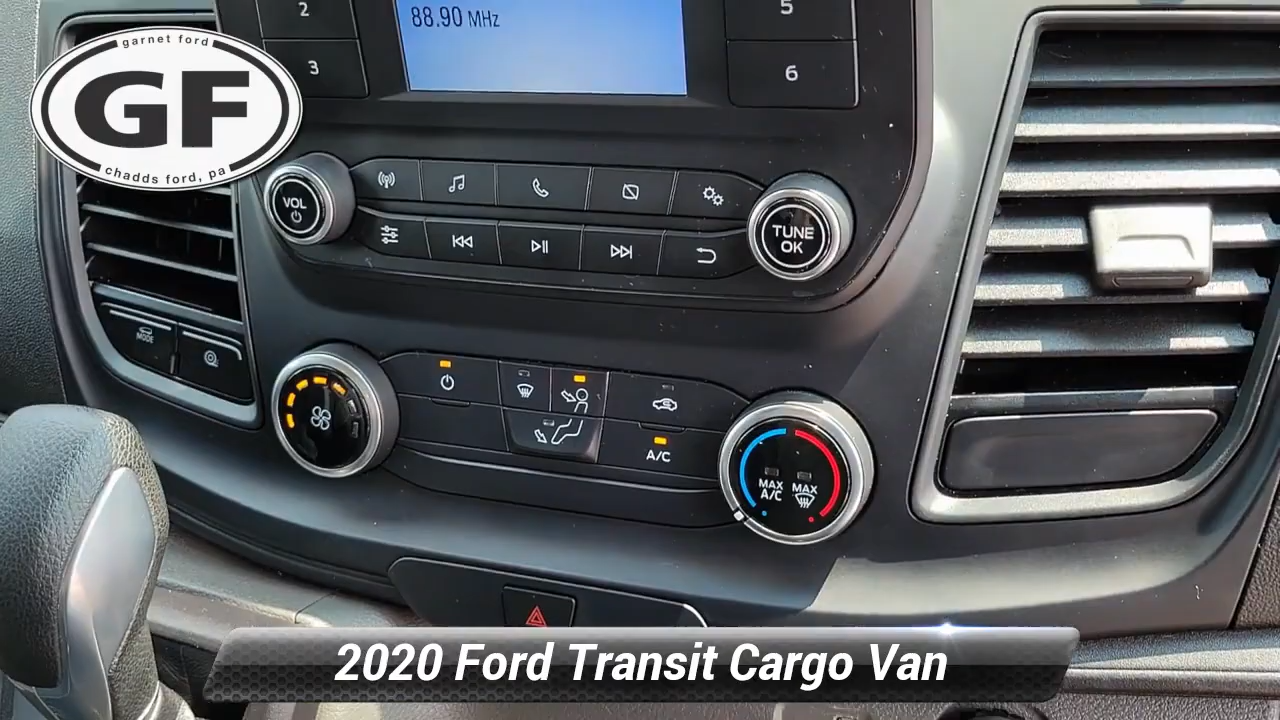 2
5
88.90 MHz
3
6
garnet ford
GF
chadds ford, pa
VOL
TUNE
OK
MODE
A/C
MAX
A/C
MAX
2020 Ford Transit Cargo Van